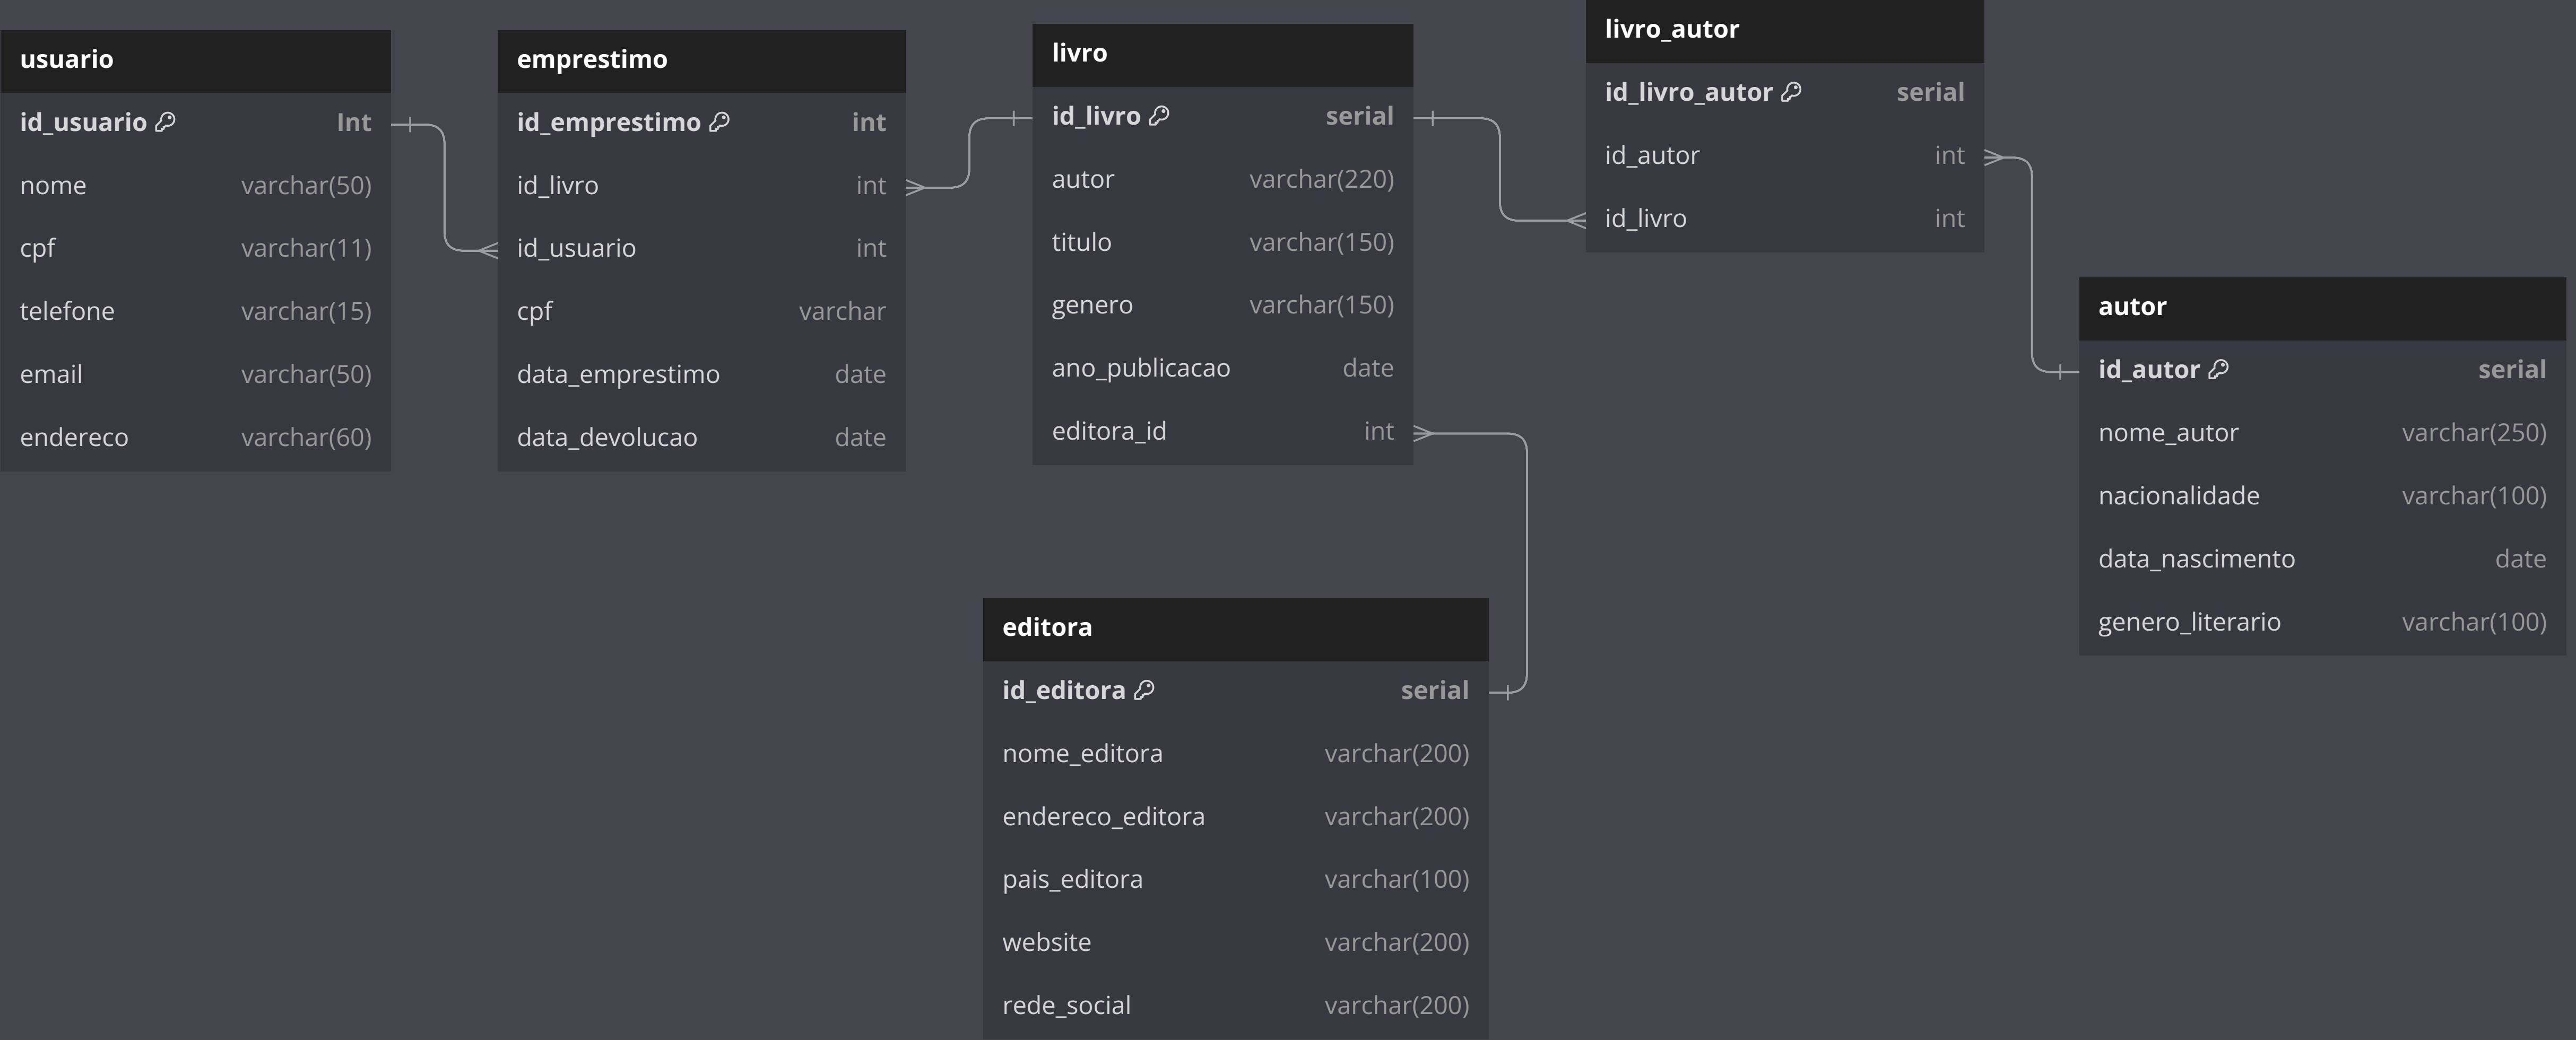 usuario
id_usuario Int
nome varchar(50)
cpf varchar(11)
telefone varchar(15)
email varchar(50)
endereco varchar(60)
emprestimo
id_emprestimo int
id_livro int
id_usuario int
cpf varchar
data_emprestimo date
data_devolucao date
livro
id_livro serial
autor varchar(220)
titulo varchar(150)
genero varchar(150)
ano_publicacao date
editora_id int
livro_autor
id_livro_autor serial
id_autor int
id_livro int
autor
id_autor serial
nome_autor varchar(250)
nacionalidade varchar(100)
data_nascimento date
genero_literario varchar(100)
editora
id_editora serial
nome_editora varchar(200)
endereco_editora varchar(200)
pais_editora varchar(100)
website varchar(200)
rede_social varchar(200)